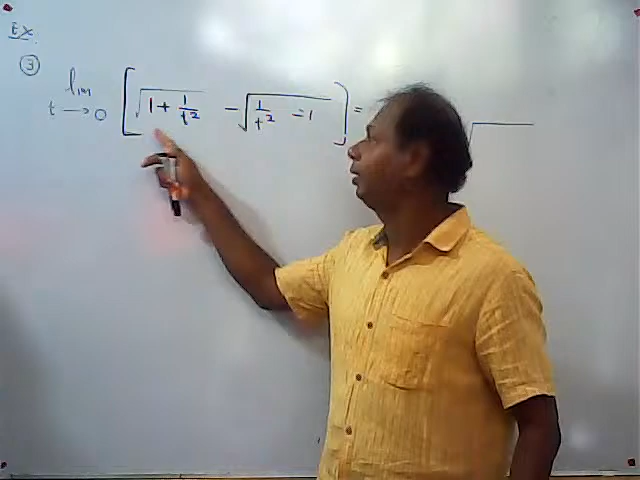 Ex.
③
lim t → 0 [ √(1 + 1/t²) - √(1/t² = 1) ] =